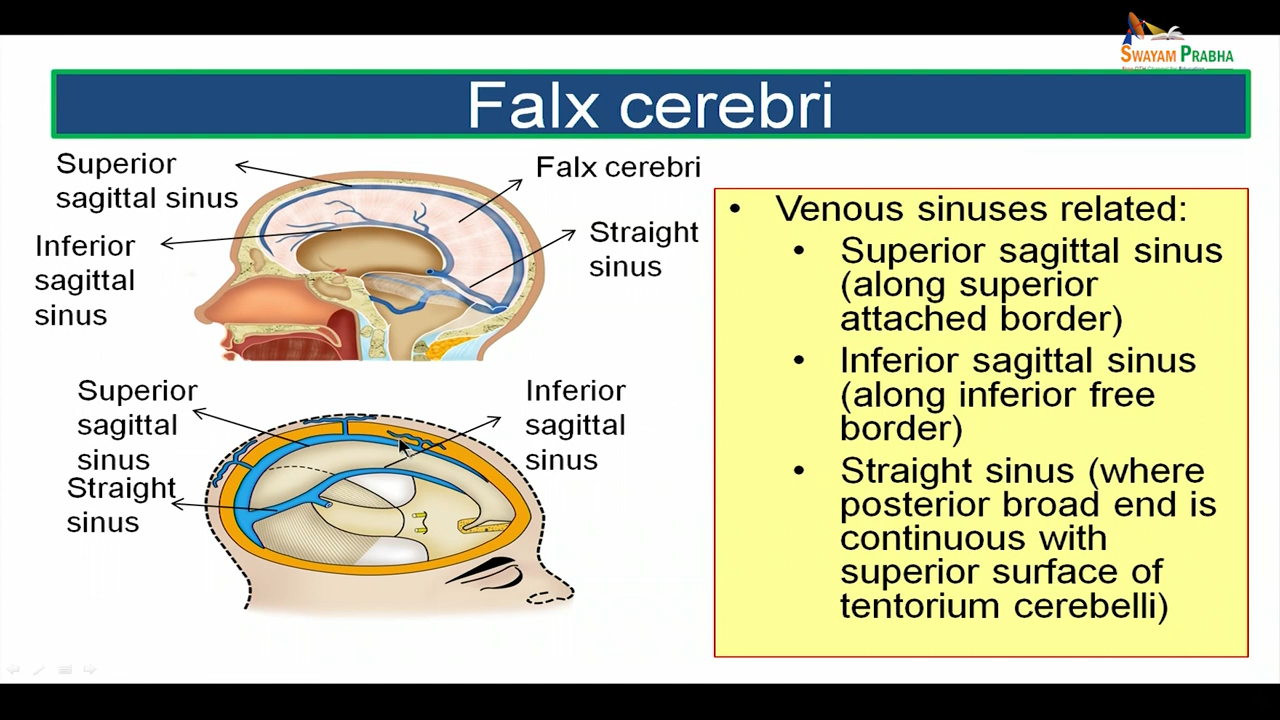 SWAYAM PRABHA
Falx cerebri
Superior
sagittal sinus
Falx cerebri
Inferior
sagittal
sinus
Straight
sinus
Superior
sagittal
sinus
Straight
sinus
Inferior
sagittal
sinus
• Venous sinuses related:
• Superior sagittal sinus
(along superior
attached border)
• Inferior sagittal sinus
(along inferior free
border)
• Straight sinus (where
posterior broad end is
continuous with
superior surface of
tentorium cerebelli)